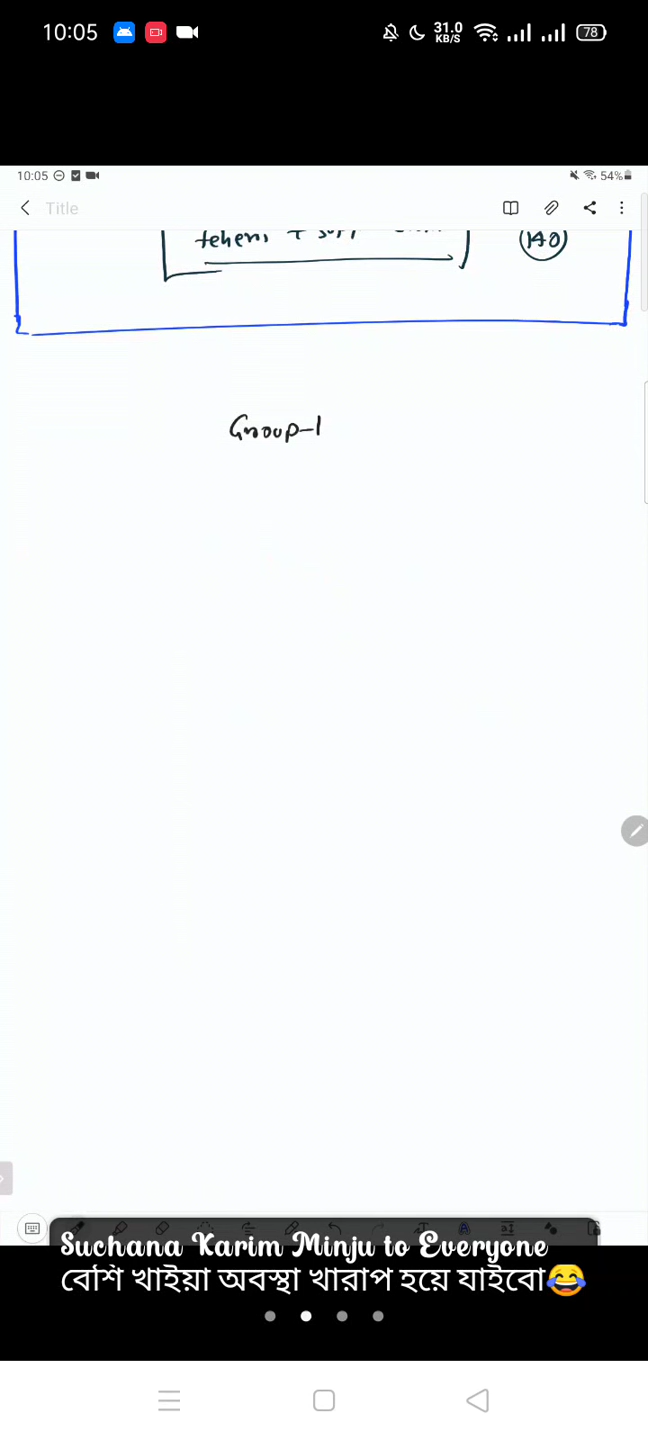 10:05
31.0
KB/S
78
10:05
54%
Title
teheri +
140
Group-1
Suchana Karim Minju to Everyone
বেশি খাইয়া অবস্থা খারাপ হয়ে যাইবো😂